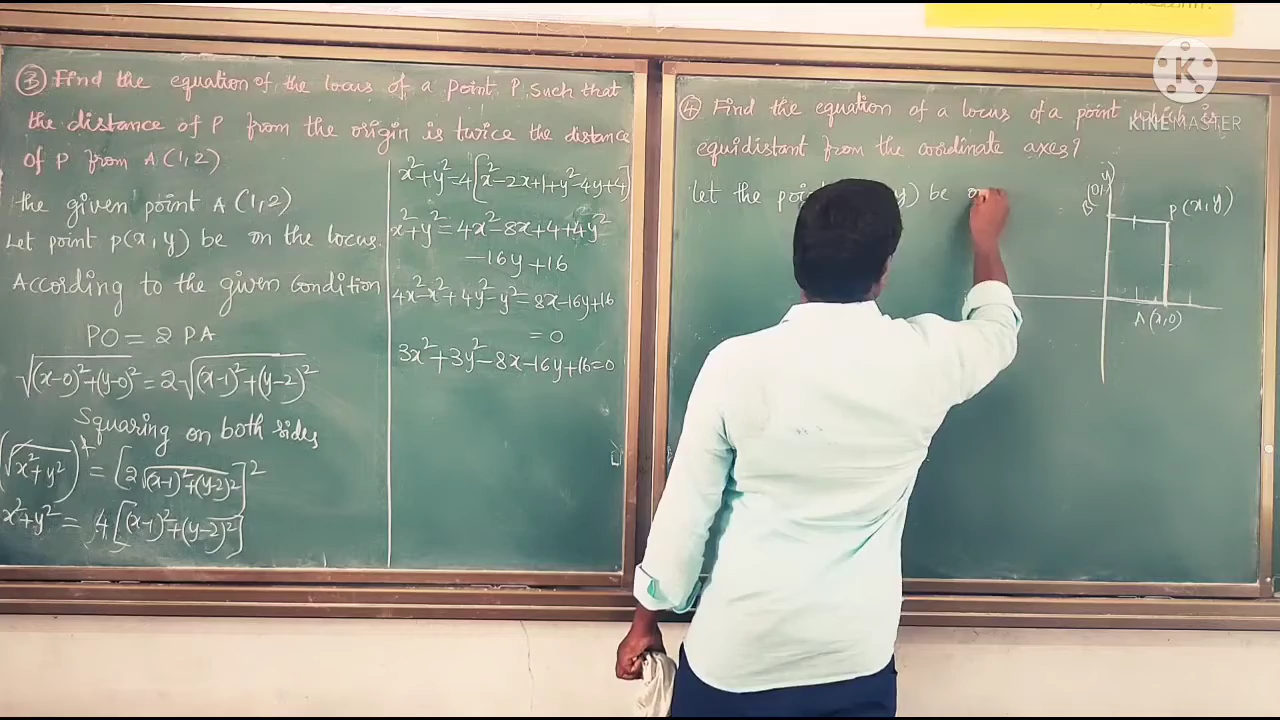 ③ Find the equation of the locus of a point P, such that
the distance of P from the origin is twice the distance
of P from A (1,2)
the given point A (1,2)
Let point p(x, y) be on the locus.
According to the given Condition
PO = 2 PA
√(x-0)²+(y-0)² = 2√(x-1)²+(y-2)²
Squaring on both sides
(√x²+y²)² = [2√(x-1)²+(y-2)²]²
x²+y² = 4[(x-1)²+(y-2)²]
x²+y²=4[x²-2x+1+y²-4y+4]
x²+y²=4x²-8x+4+4y²
-16y+16
4x²-x²+4y²-y²=8x-16y+16
=0
3x²+3y²-8x-16y+16=0
④ Find the equation of a locus of a point which is
equidistant from the coordinate axes?
let the y) be
y
B
P (x, y)
A (x,0)
K
KINEMASTER